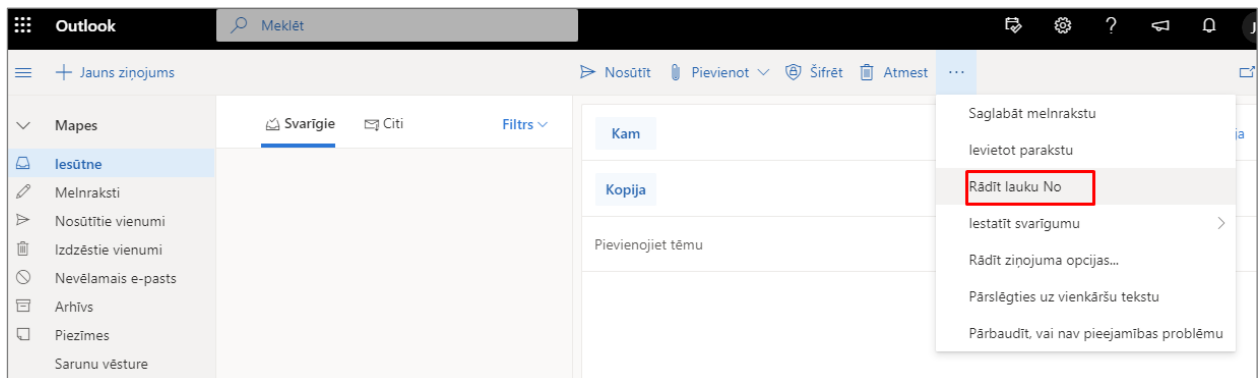 Outlook
Meklēt
Jauns ziņojums
Nosūtīt Pievienot Šifrēt Atmest ...
Mapes
Iesūtne
Melnraksti
Nosūtītie vienumi
Izdzēstie vienumi
Nevēlamais e-pasts
Arhīvs
Piezīmes
Sarunu vēsture
Svarīgie Citi Filtrs
Kam
Kopija
Pievienojiet tēmu
Saglabāt melnrakstu
Ievietot parakstu
Rādīt lauku No
Iestatīt svarīgumu
Rādīt ziņojuma opcijas...
Pārslēgties uz vienkāršu tekstu
Pārbaudīt, vai nav pieejamības problēmu
ja
J